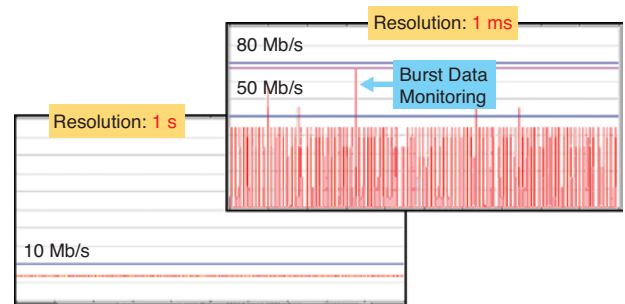 Resolution: 1 ms
80 Mb/s
Burst Data
Monitoring
50 Mb/s
Resolution: 1 s
10 Mb/s